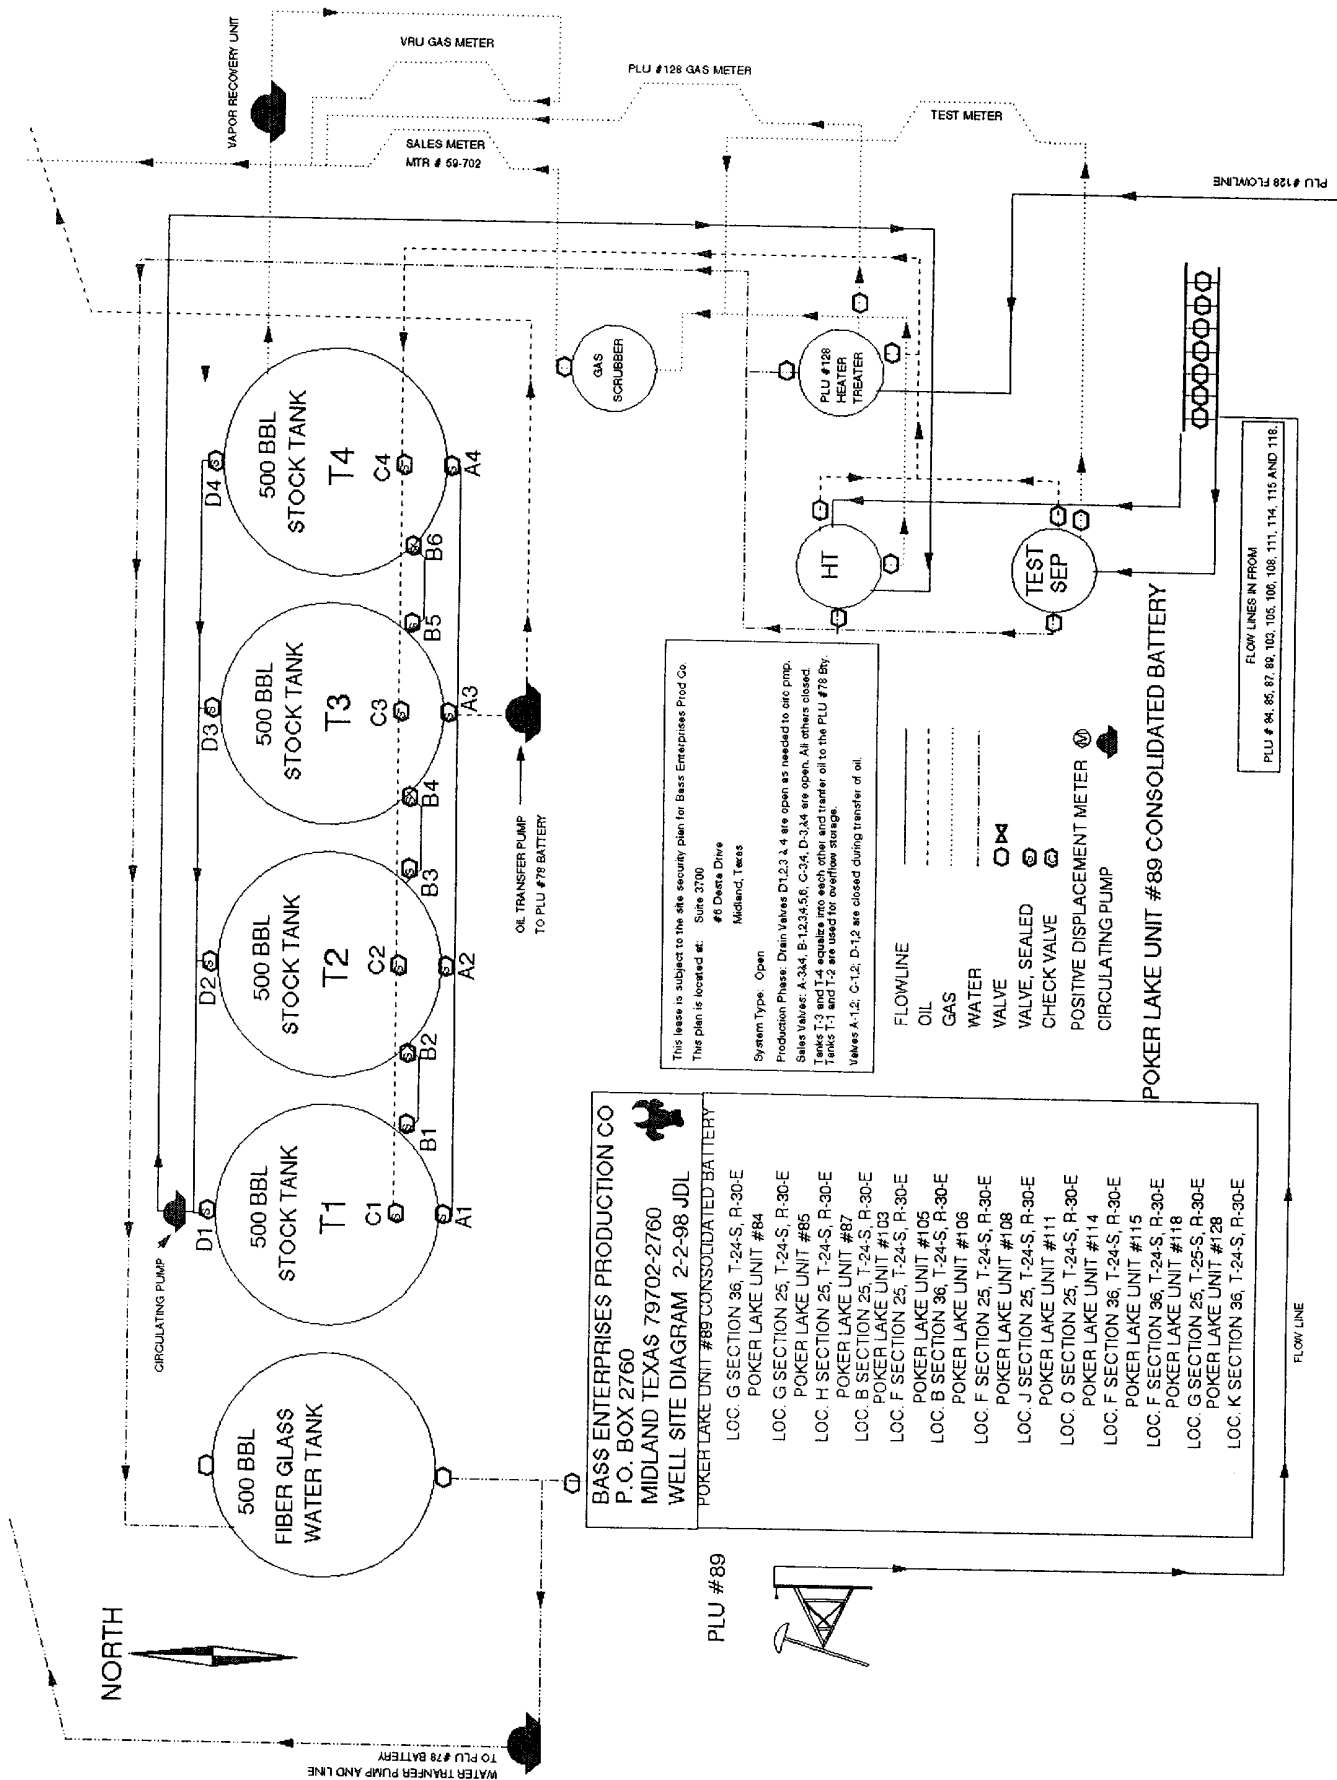 NORTH
WATER TRANFER PUMP AND LINE
TO PLU #78 BATTERY
500 BBL
FIBER GLASS
WATER TANK
CIRCULATING PUMP
D1
500 BBL
STOCK TANK
T1
C1
A1
B1
D2
500 BBL
STOCK TANK
T2
C2
A2
B2
B3
D3
500 BBL
STOCK TANK
T3
C3
A3
B4
B5
D4
500 BBL
STOCK TANK
T4
C4
A4
B6
OIL TRANSFER PUMP
TO PLU #78 BATTERY
VAPOR RECOVERY UNIT
VRU GAS METER
SALES METER
MTR # 59-702
PLU #128 GAS METER
TEST METER
GAS
SCRUBBER
PLU #128
HEATER
TREATER
HT
TEST
SEP
PLU #128 FLOWLINE
FLOW LINES IN FROM
PLU # 84, 85, 87, 89, 103, 105, 106, 108, 111, 114, 115 AND 118.
This lease is subject to the site security plan for Bass Enterprises Prod Co.
This plan is located at: Suite 3700
#6 Desta Drive
Midland, Texas
System Type: Open
Production Phase: Drain Valves D1,2,3 & 4 are open as needed to circ pmp.
Sales Valves: A-3&4, B-1,2,3,4,5,6, C-3,4, D-3,&4 are open. All others closed.
Tanks T-3 and T-4 equalize into each other and tranfer oil to the PLU #78 Bty.
Tanks T-1 and T-2 are used for overflow storage.
Valves A-1,2; C-1,2; D-1,2 are closed during transfer of oil.
FLOWLINE
OIL
GAS
WATER
VALVE
VALVE, SEALED
S
CHECK VALVE
C
POSITIVE DISPLACEMENT METER
M
CIRCULATING PUMP
POKER LAKE UNIT #89 CONSOLIDATED BATTERY
BASS ENTERPRISES PRODUCTION CO
P.O. BOX 2760
MIDLAND TEXAS 79702-2760
WELL SITE DIAGRAM 2-2-98 JDL
POKER LAKE UNIT #89 CONSOLIDATED BATTERY
LOC. G SECTION 36, T-24-S, R-30-E
POKER LAKE UNIT #84
LOC. G SECTION 25, T-24-S, R-30-E
POKER LAKE UNIT #85
LOC. H SECTION 25, T-24-S, R-30-E
POKER LAKE UNIT #87
LOC. B SECTION 25, T-24-S, R-30-E
POKER LAKE UNIT #103
LOC. F SECTION 25, T-24-S, R-30-E
POKER LAKE UNIT #105
LOC. B SECTION 36, T-24-S, R-30-E
POKER LAKE UNIT #106
LOC. F SECTION 25, T-24-S, R-30-E
POKER LAKE UNIT #108
LOC. J SECTION 25, T-24-S, R-30-E
POKER LAKE UNIT #111
LOC. O SECTION 25, T-24-S, R-30-E
POKER LAKE UNIT #114
LOC. F SECTION 36, T-24-S, R-30-E
POKER LAKE UNIT #115
LOC. F SECTION 36, T-24-S, R-30-E
POKER LAKE UNIT #118
LOC. G SECTION 25, T-25-S, R-30-E
POKER LAKE UNIT #128
LOC. K SECTION 36, T-24-S, R-30-E
PLU #89
FLOW LINE